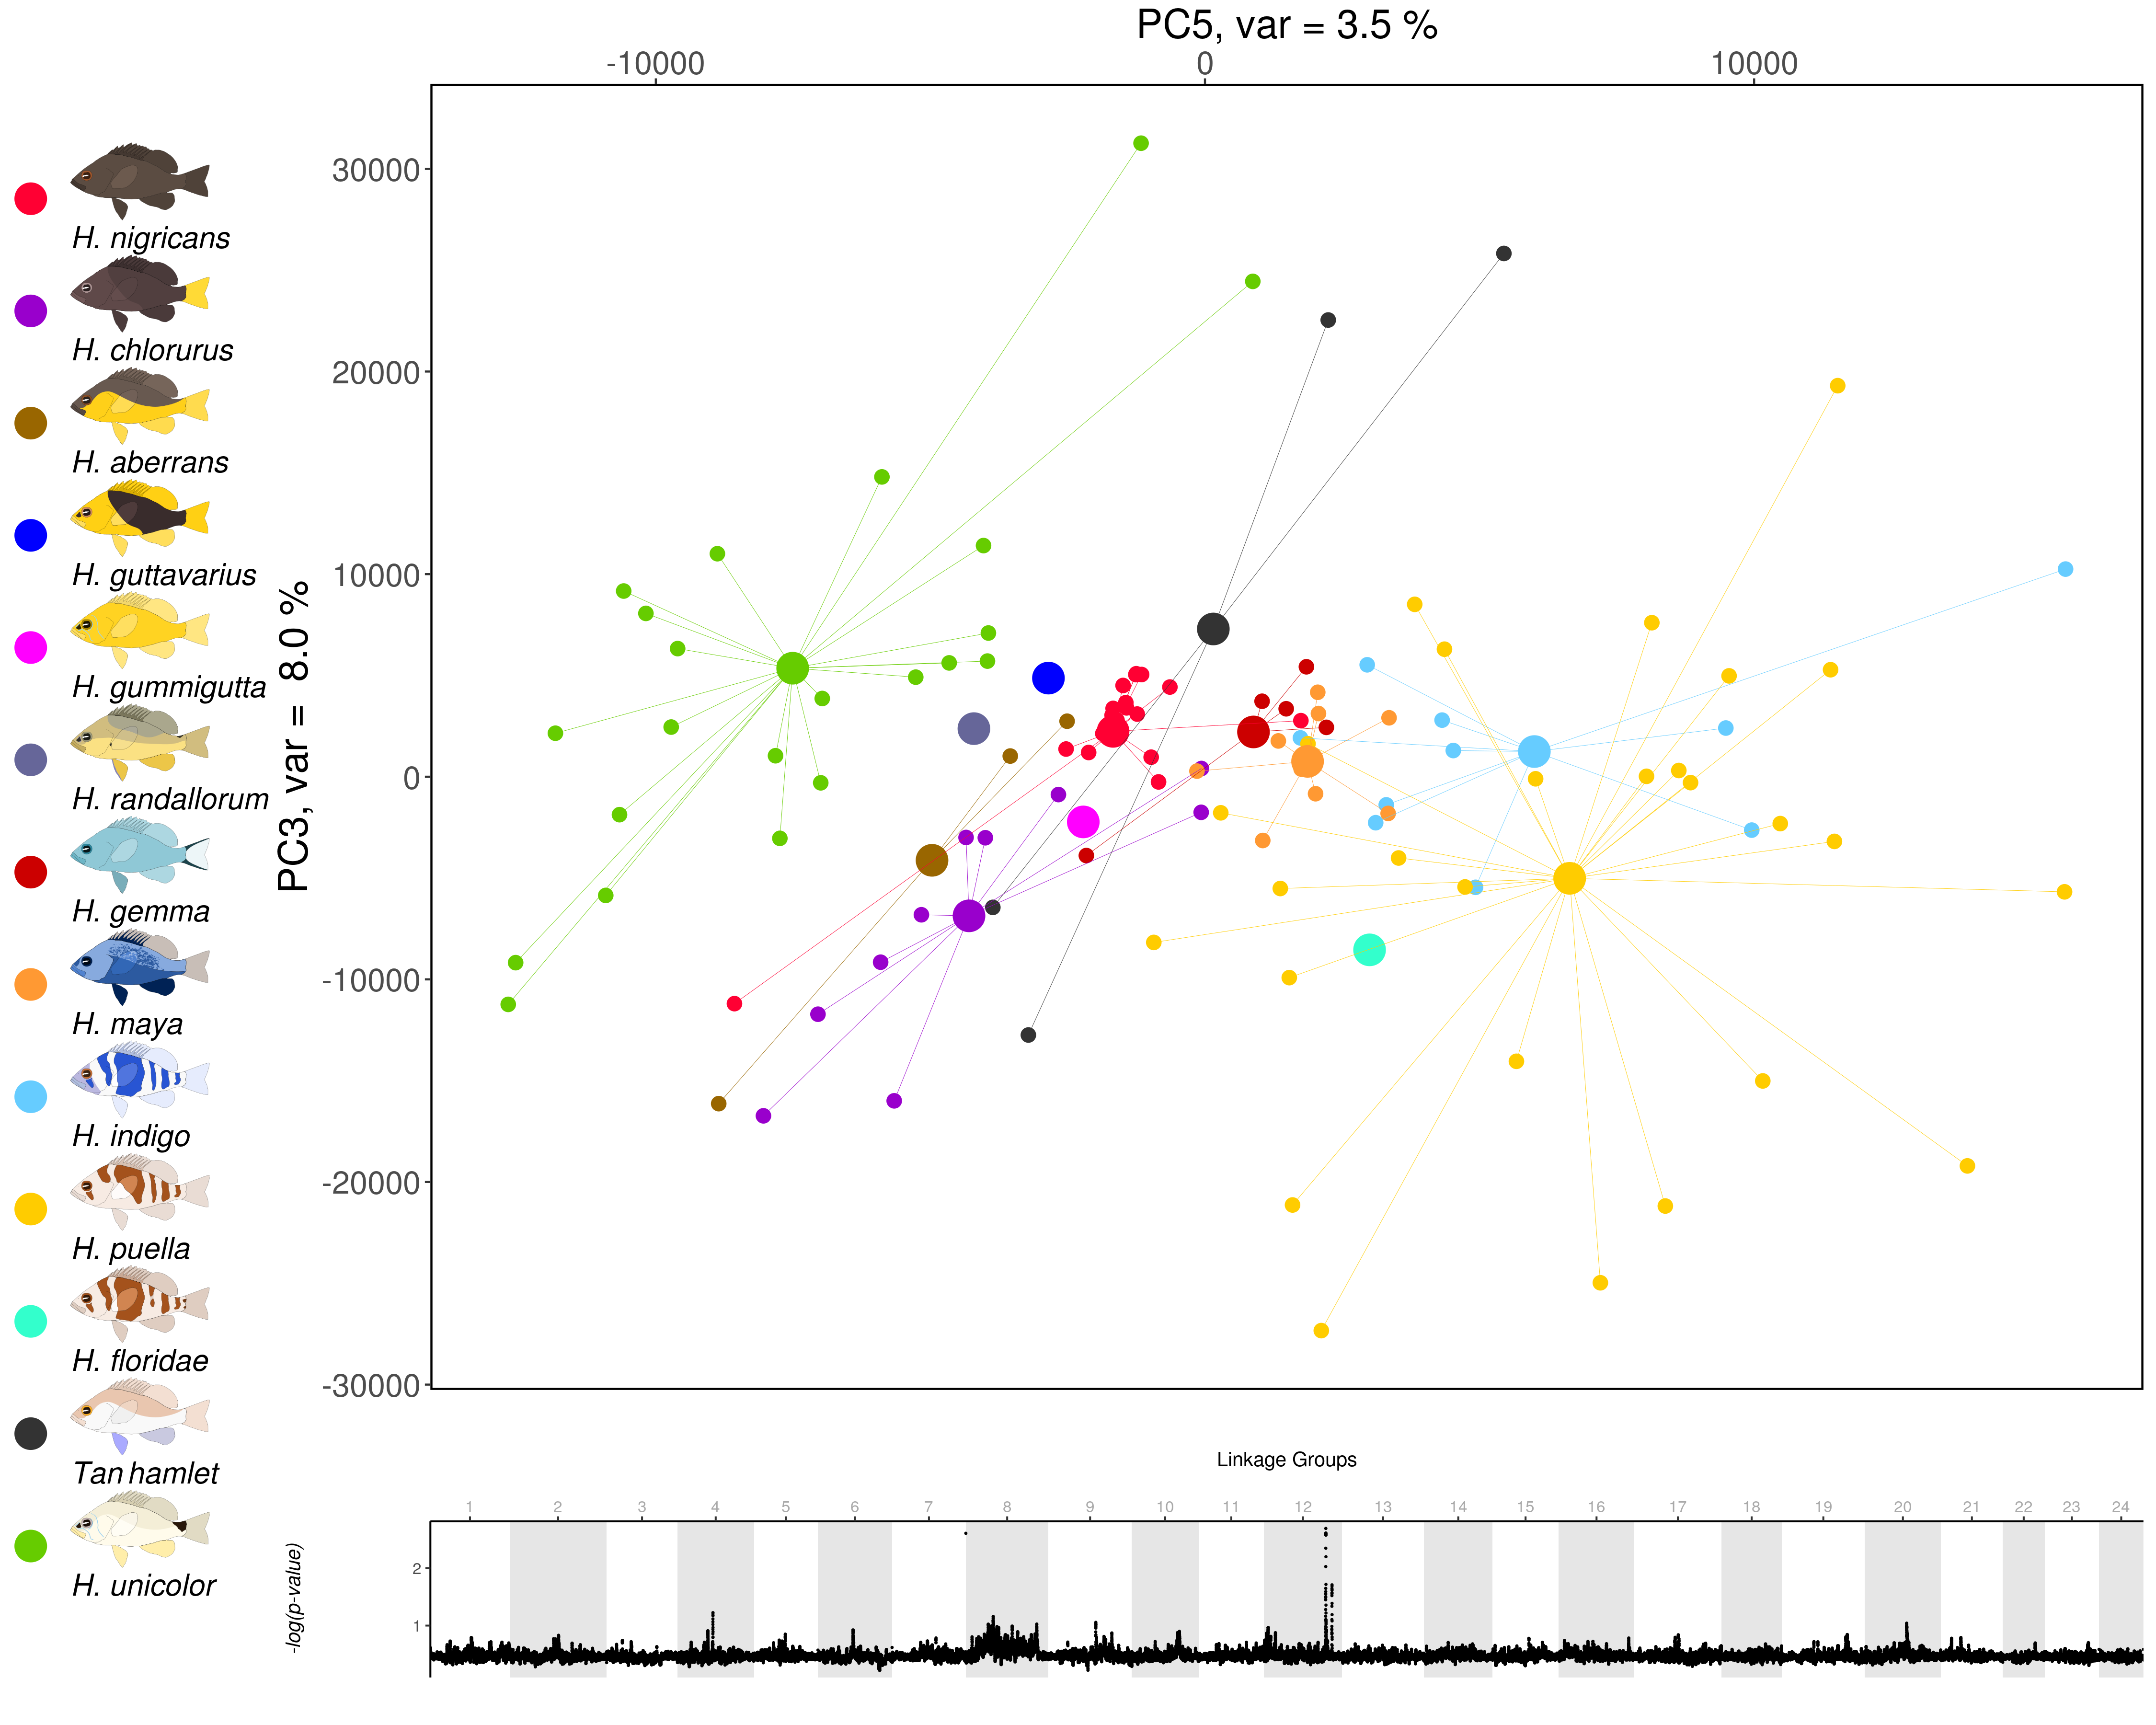 PC5, var = 3.5 %
-10000 0 10000
H. nigricans
H. chlorurus
H. aberrans
H. guttavarius
H. gummigutta
H. randallorum
H. gemma
H. maya
H. indigo
H. puella
H. floridae
Tan hamlet
H. unicolor
PC3, var = 8.0 %
30000
20000
10000
0
-10000
-20000
-30000
Linkage Groups
1 2 3 4 5 6 7 8 9 10 11 12 13 14 15 16 17 18 19 20 21 22 23 24
-log(p-value)
2
1